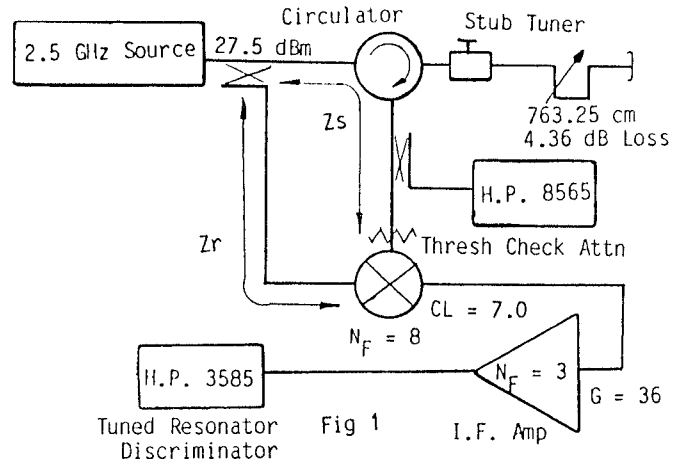 Circulator
Stub Tuner
2.5 GHz Source
27.5 dBm
763.25 cm
4.36 dB Loss
Zs
H.P. 8565
Zr
Thresh Check Attn
CL = 7.0
N_F = 8
H.P. 3585
N_F = 3
G = 36
Tuned Resonator
Discriminator
Fig 1
I.F. Amp